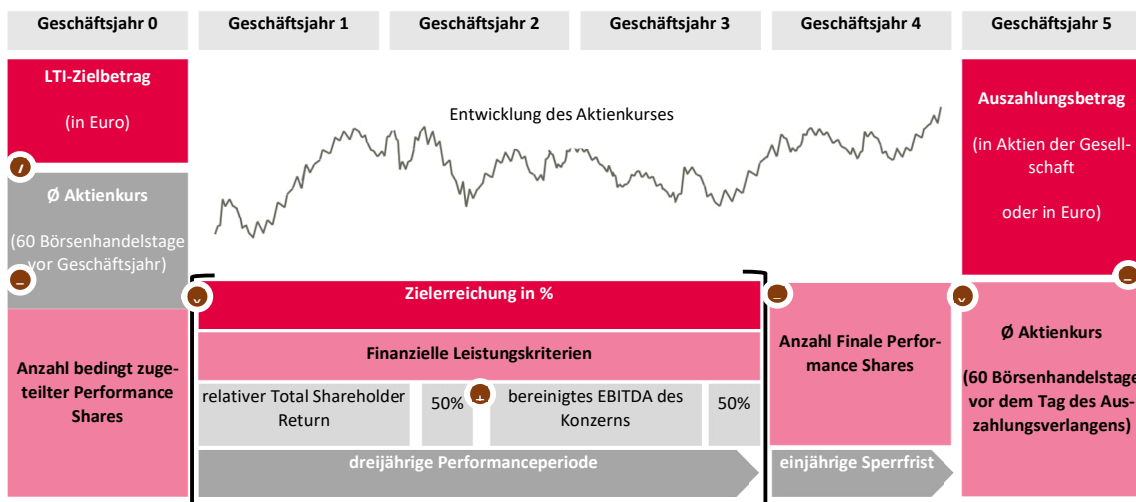 Geschäftsjahr 0
Geschäftsjahr 1
Geschäftsjahr 2
Geschäftsjahr 3
Geschäftsjahr 4
Geschäftsjahr 5
LTI-Zielbetrag
(in Euro)
/
Ø Aktienkurs
(60 Börsenhandelstage
vor Geschäftsjahr)
Anzahl bedingt zuge-
teilter Performance
Shares
Entwicklung des Aktienkurses
Zielerreichung in %
Finanzielle Leistungskriterien
relativer Total Shareholder
Return
50%
+
bereinigtes EBITDA des
Konzerns
50%
dreijährige Performanceperiode
Anzahl Finale Perfor-
mance Shares
einjährige Sperrfrist
Auszahlungsbetrag
(in Aktien der Gesell-
schaft
oder in Euro)
Ø Aktienkurs
(60 Börsenhandelstage
vor dem Tag des Aus-
zahlungsverlangens)